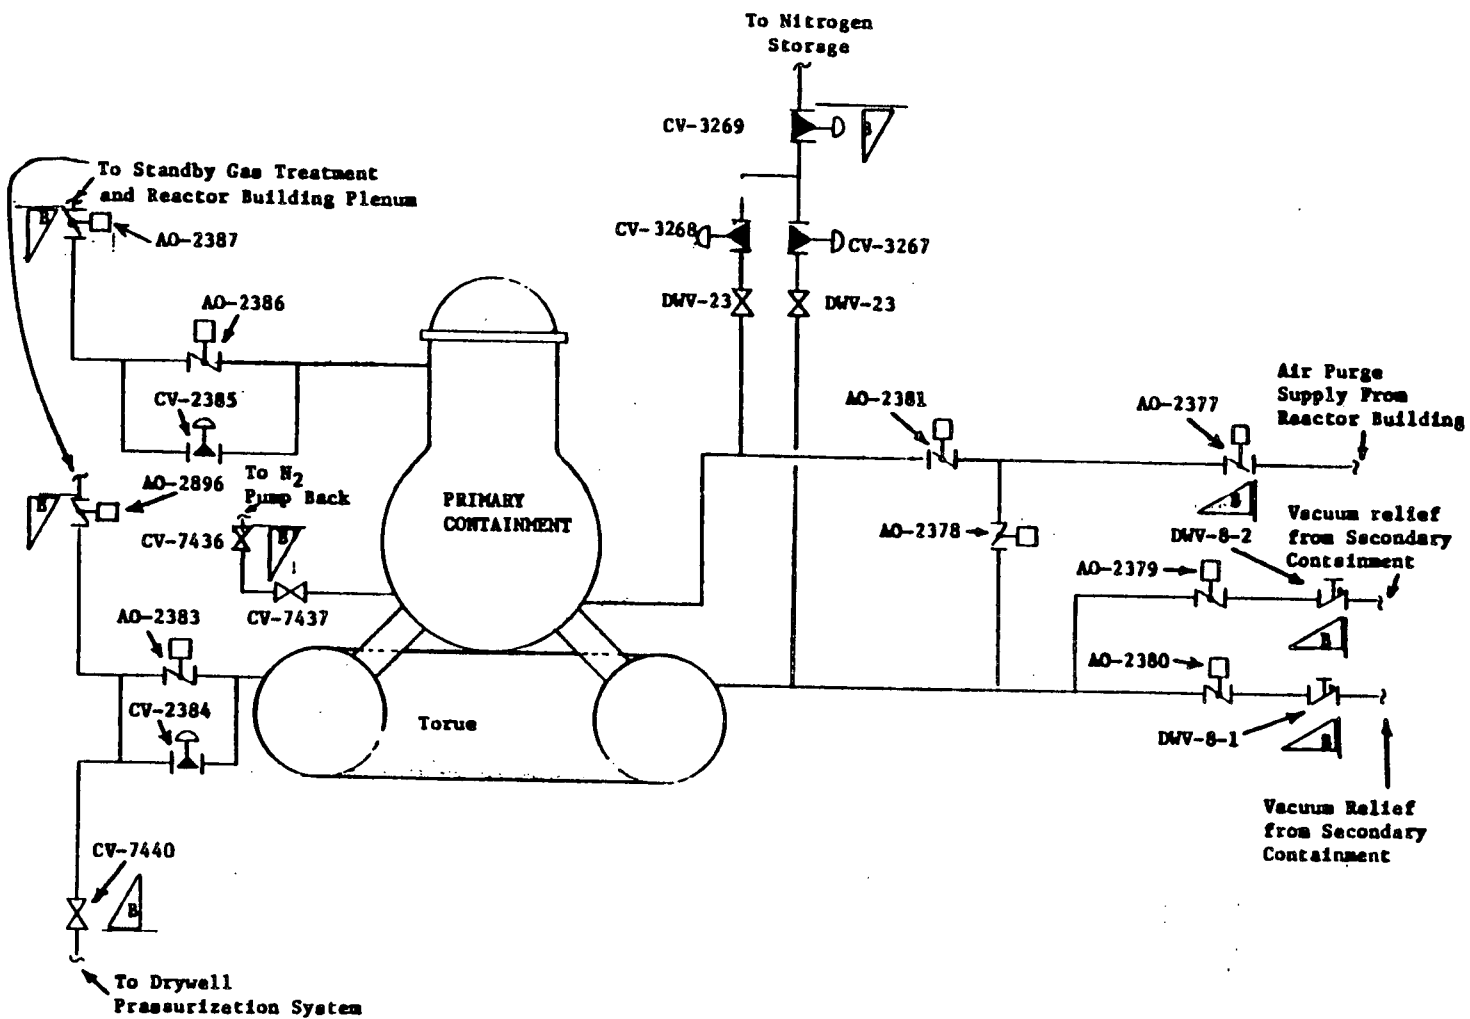 To Nitrogen
Storage
CV-3269
B
To Standby Gas Treatment
and Reactor Building Plenum
B
AO-2387
CV-3268
CV-3267
AO-2386
DWV-23
DWV-23
CV-2385
AO-2381
AO-2377
Air Purge
Supply From
Reactor Building
To N2
Pump Back
AO-2896
B
PRIMARY
CONTAINMENT
B
Vacuum relief
from Secondary
Containment
CV-7436
B
AO-2378
DWV-8-2
AO-2379
CV-7437
AO-2383
B
AO-2380
CV-2384
Torue
DWV-8-1
B
Vacuum Relief
from Secondary
Containment
CV-7440
B
To Drywell
Prassurizetion System